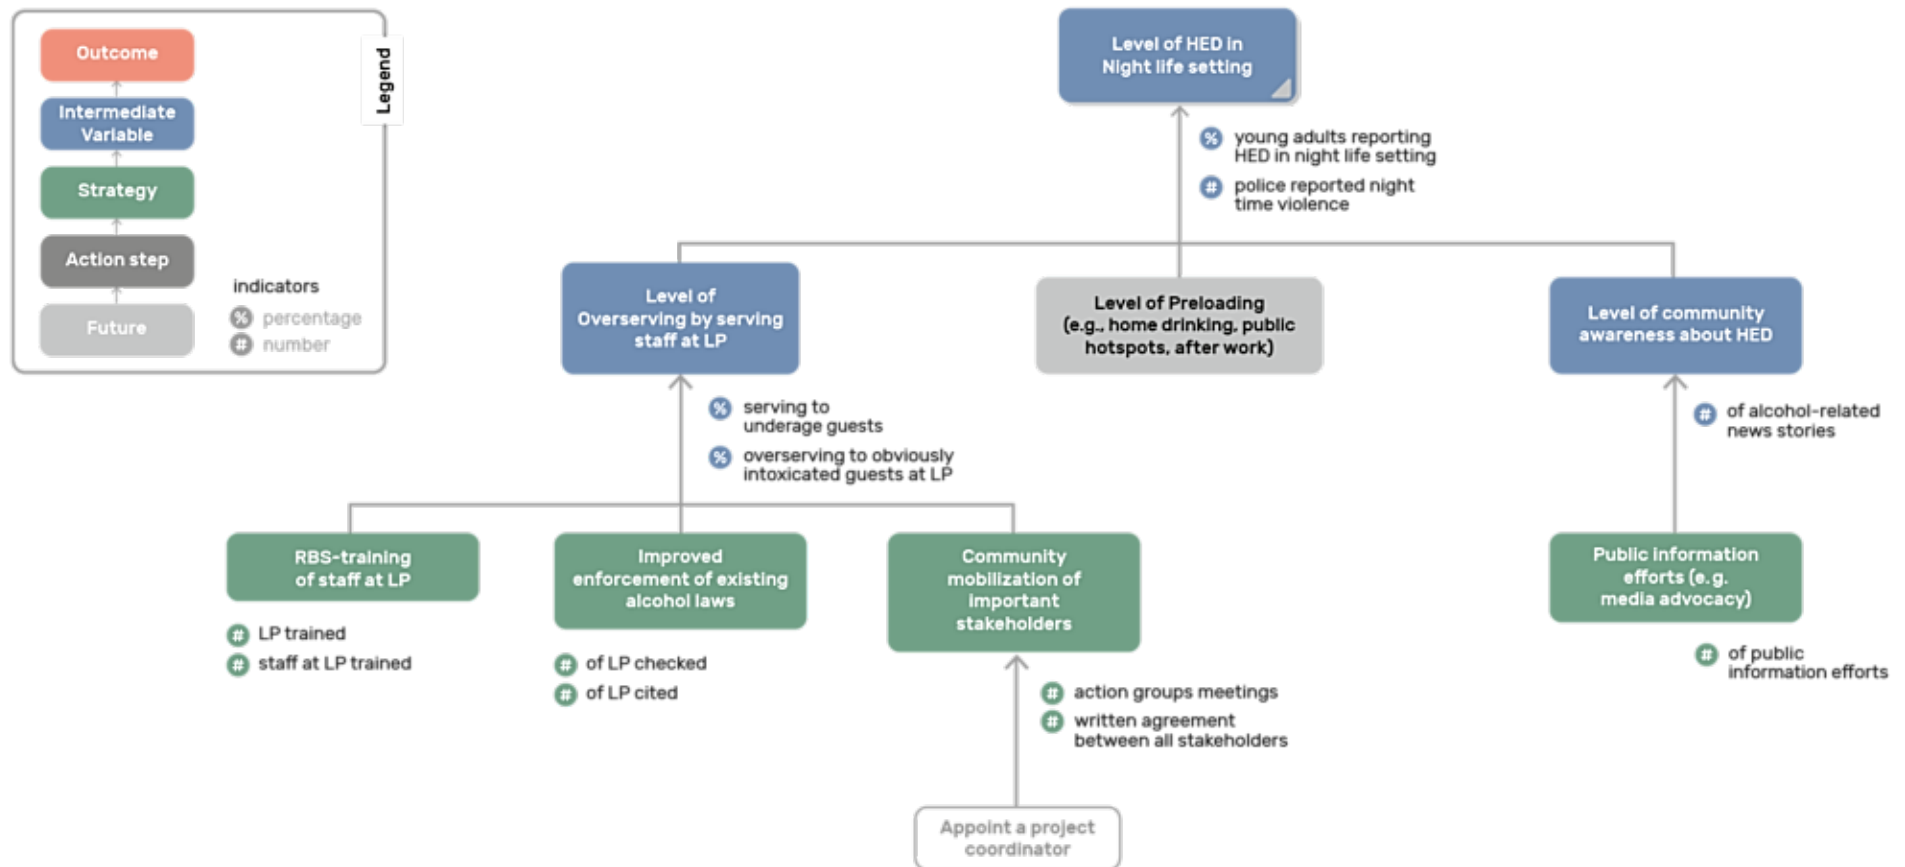 Outcome
Intermediate
Variable
Strategy
Action step
Future
Legend
indicators
% percentage
# number
Level of HED in
Night life setting
% young adults reporting
HED in night life setting
# police reported night
time violence
Level of
Overserving by serving
staff at LP
Level of Preloading
(e.g., home drinking, public
hotspots, after work)
Level of community
awareness about HED
% serving to
underage guests
% overserving to obviously
intoxicated guests at LP
# of alcohol-related
news stories
RBS-training
of staff at LP
# LP trained
# staff at LP trained
Improved
enforcement of existing
alcohol laws
# of LP checked
# of LP cited
Community
mobilization of
important
stakeholders
# action groups meetings
# written agreement
between all stakeholders
Public information
efforts (e.g.
media advocacy)
# of public
information efforts
Appoint a project
coordinator